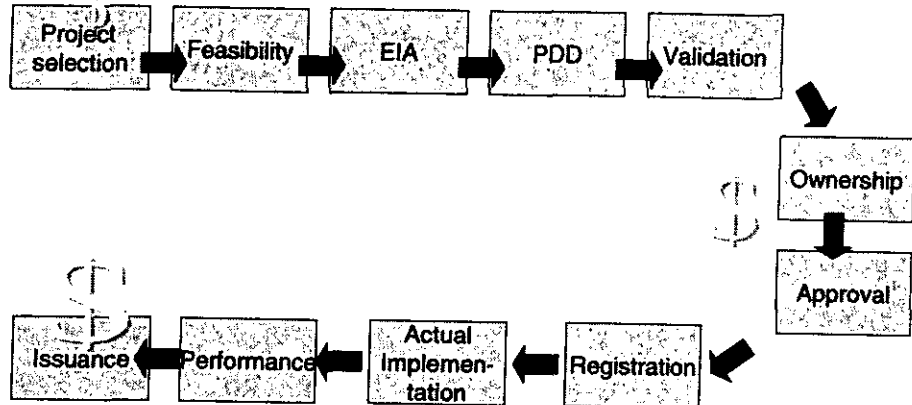 Project
selection
Feasibility
EIA
PDD
Validation
Ownership
$
Approval
$
Issuance
Performance
Actual
Implemen-
tation
Registration